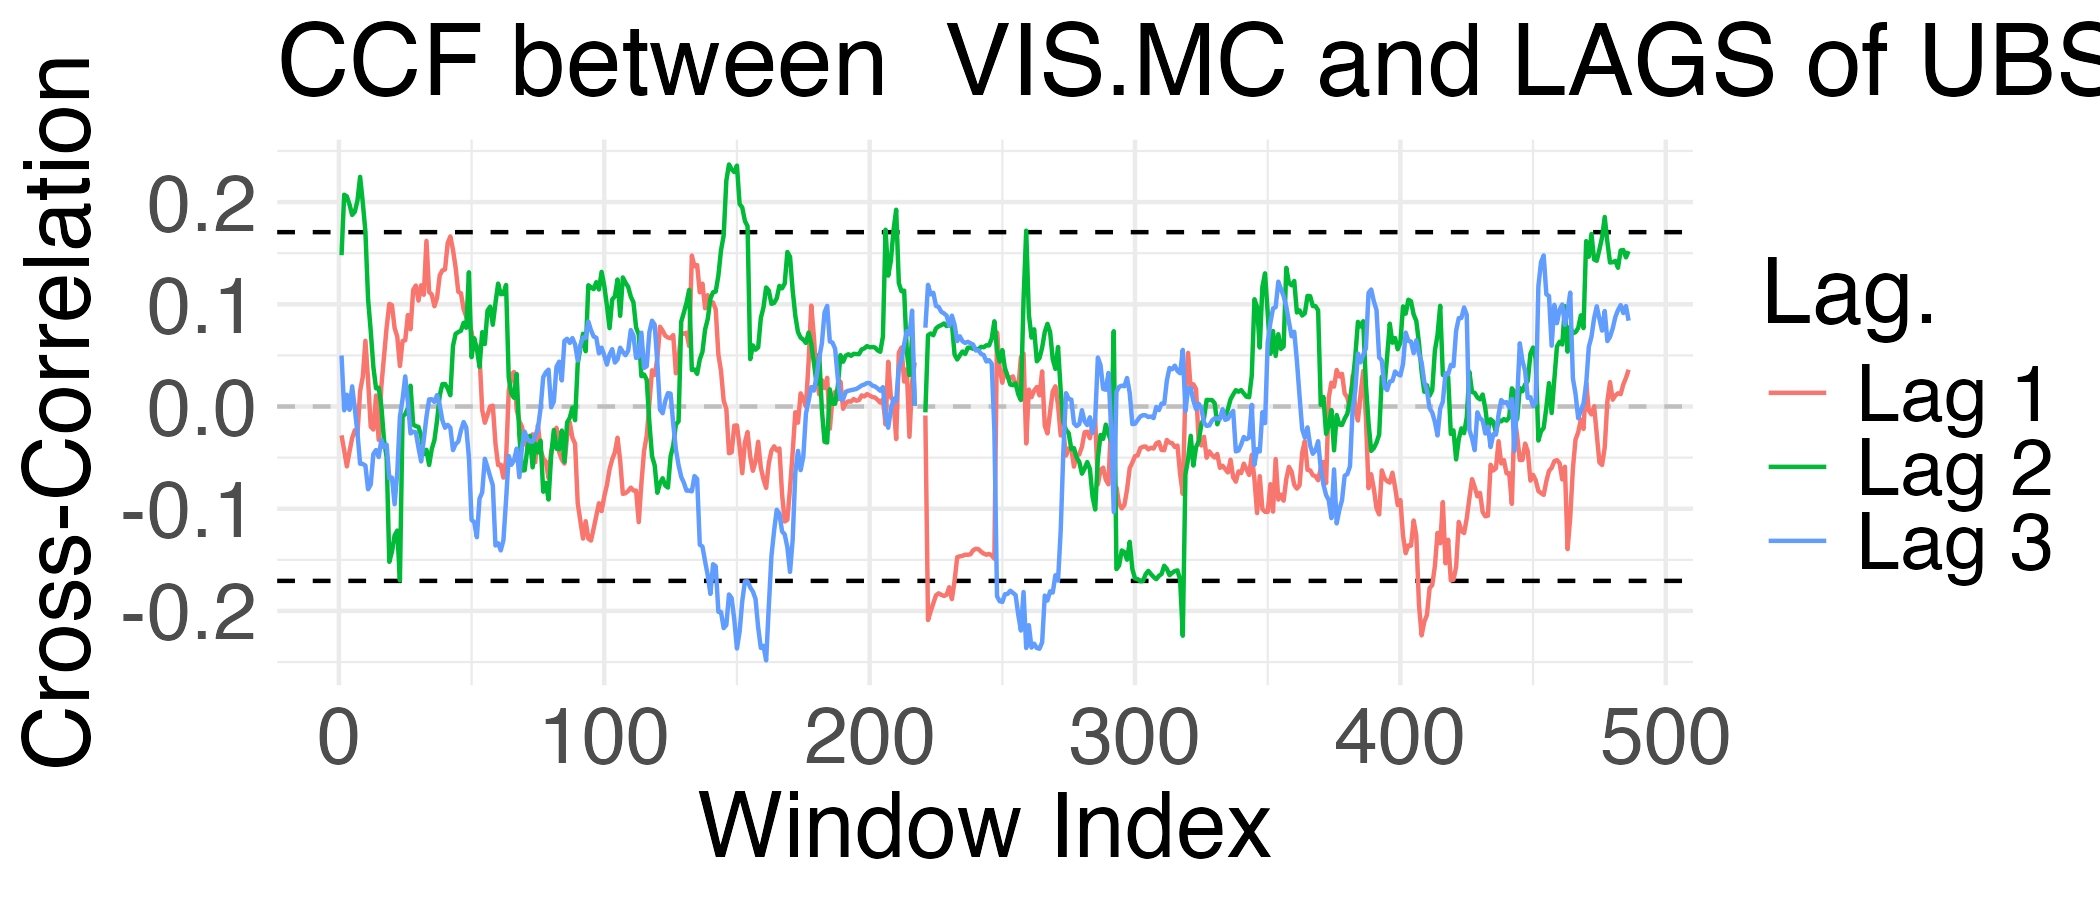 CCF between  VIS.MC and LAGS of UBS
Cross-Correlation
0.2
0.1
0.0
-0.1
-0.2
0 100 200 300 400 500
Window Index
Lag.
Lag 1
Lag 2
Lag 3